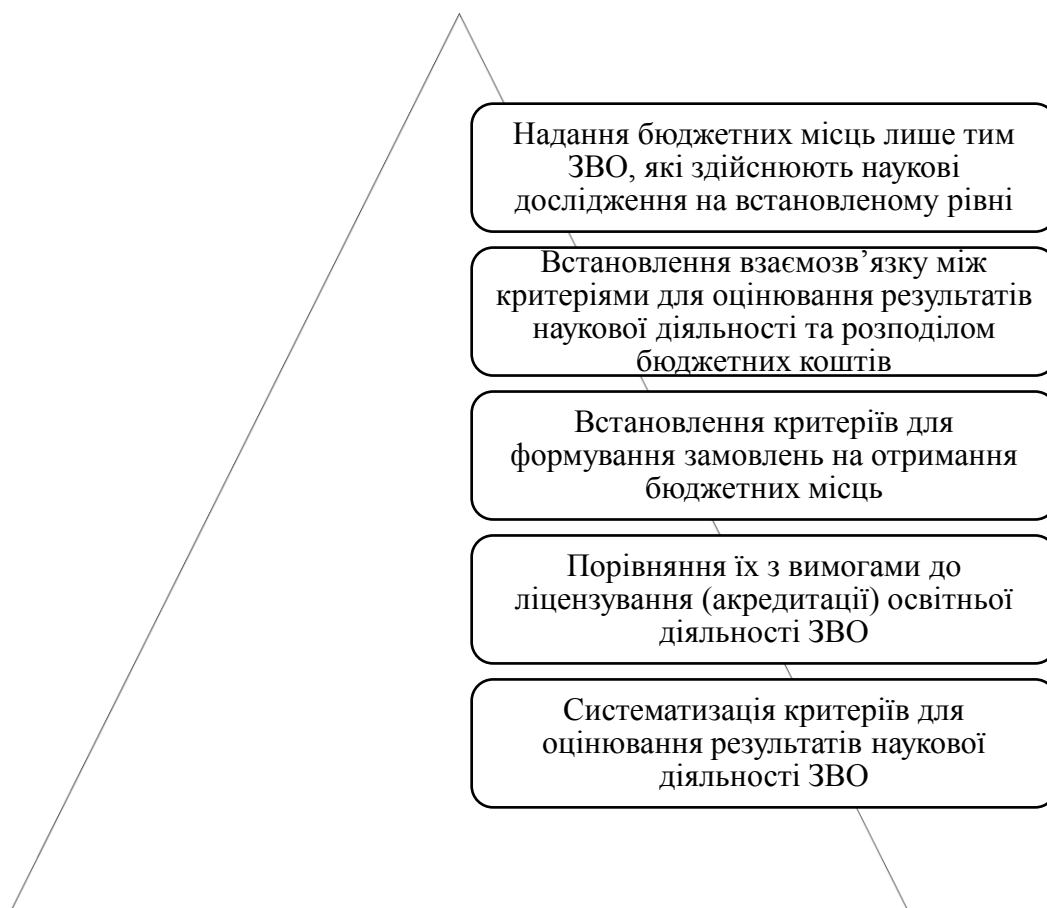 Надання бюджетних місць лише тим
ЗВО, які здійснюють наукові
дослідження на встановленому рівні
Встановлення взаємозв’язку між
критеріями для оцінювання результатів
наукової діяльності та розподілом
бюджетних коштів
Встановлення критеріїв для
формування замовлень на отримання
бюджетних місць
Порівняння їх з вимогами до
ліцензування (акредитації) освітньої
діяльності ЗВО
Систематизація критеріїв для
оцінювання результатів наукової
діяльності ЗВО